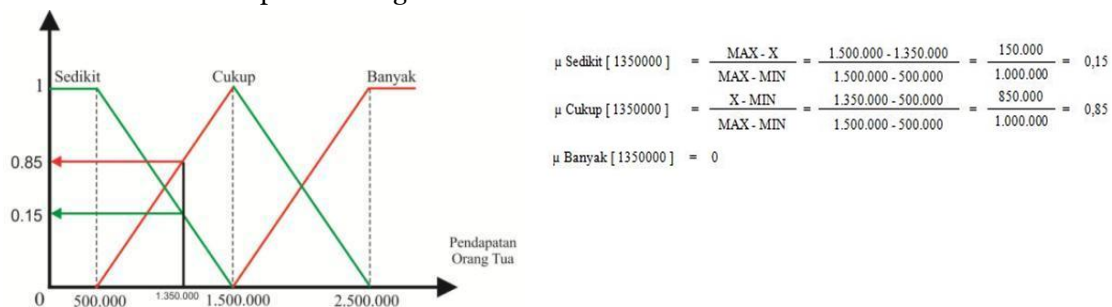 Sedikit Cukup Banyak
1
0.85
0.15
Pendapatan
Orang Tua
0 500.000 1.350.000 1.500.000 2.500.000
μ Sedikit [ 1350000 ] = MAX - X / MAX - MIN = 1.500.000 - 1.350.000 / 1.500.000 - 500.000 = 150.000 / 1.000.000 = 0,15
μ Cukup [ 1350000 ] = X - MIN / MAX - MIN = 1.350.000 - 500.000 / 1.500.000 - 500.000 = 850.000 / 1.000.000 = 0,85
μ Banyak [ 1350000 ] = 0